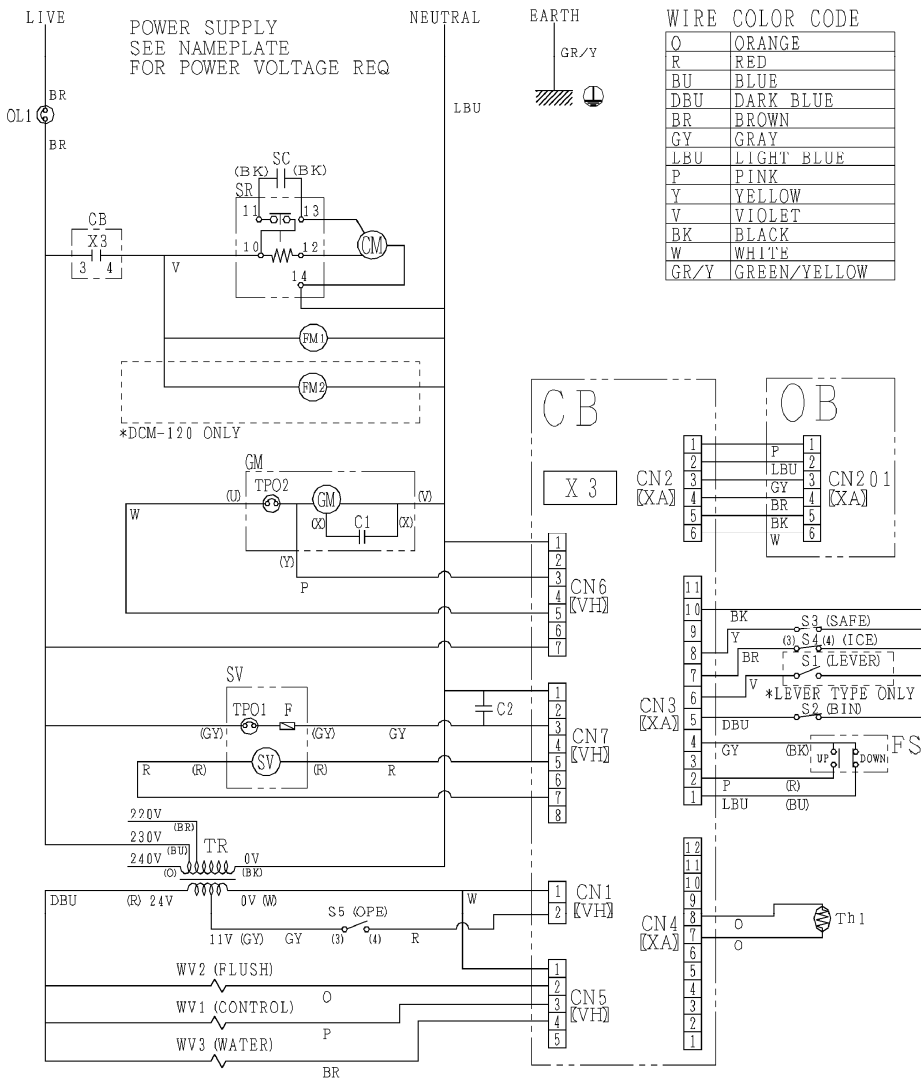 LIVE
POWER SUPPLY
SEE NAMEPLATE
FOR POWER VOLTAGE REQ
NEUTRAL
EARTH
GR/Y
BR
OL1
BR
LBU
WIRE COLOR CODE
O ORANGE
R RED
BU BLUE
DBU DARK BLUE
BR BROWN
GY GRAY
LBU LIGHT BLUE
P PINK
Y YELLOW
V VIOLET
BK BLACK
W WHITE
GR/Y GREEN/YELLOW
SC
(BK) (BK)
SR
11 13
CB
X3
3 4
V
10 12
CM
14
FM1
FM2
*DCM-120 ONLY
GM
TPO2
(U) GM (V)
W
(X) C1 (X)
(Y)
P
CB
X 3
CN2
[XA]
1
2
3
4
5
6
P
LBU
GY
BR
BK
W
OB
1
2
3
4
5
6
CN201
[XA]
1
2
3
4
5
6
7
CN6
[VH]
11
10
9
8
7
6
5
4
3
2
1
CN3
[XA]
BK
S3 (SAFE)
Y
(3) S4 (4) (ICE)
BR
S1 (LEVER)
V
*LEVER TYPE ONLY
S2 (BIN)
DBU
GY (BK)
UP DOWN
FS
P (R)
LBU (BU)
SV
TPO1 F
(GY) (GY) GY
C2
R (R) SV (R) R
1
2
3
4
5
6
7
8
CN7
[VH]
220V
(BR)
230V
(BU)
TR
240V
(O)
0V
(BK)
DBU (R) 24V 0V (W)
W
S5 (OPE)
11V (GY) GY (3) (4) R
1
2
CN1
[VH]
WV2 (FLUSH)
O
WV1 (CONTROL)
P
WV3 (WATER)
BR
1
2
3
4
5
CN5
[VH]
12
11
10
9
8
7
6
5
4
3
2
1
CN4
[XA]
O
O
Th1